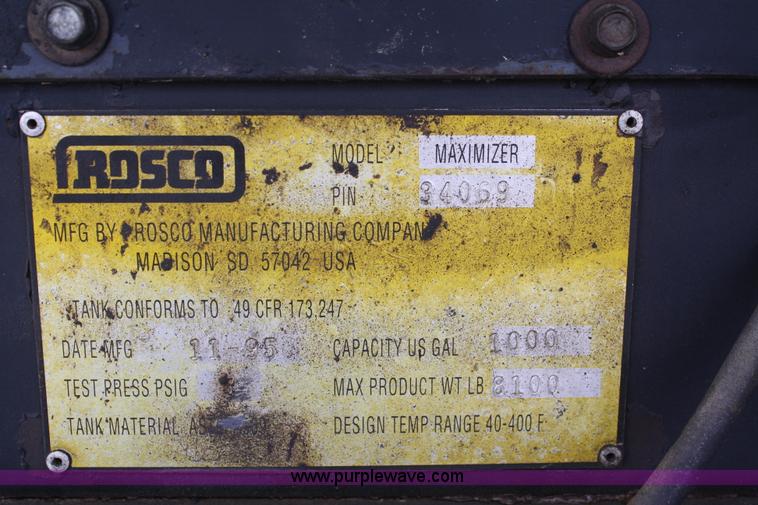 ROSCO
MODEL MAXIMIZER
PIN 34069
MFG BY ROSCO MANUFACTURING COMPANY
MADISON SD 57042 USA
TANK CONFORMS TO 49 CFR 173.247
DATE MFG 11-95 CAPACITY US GAL 1000
TEST PRESS PSIG MAX PRODUCT WT LB 8100
TANK MATERIAL DESIGN TEMP RANGE 40-400 F
www.purplewave.com